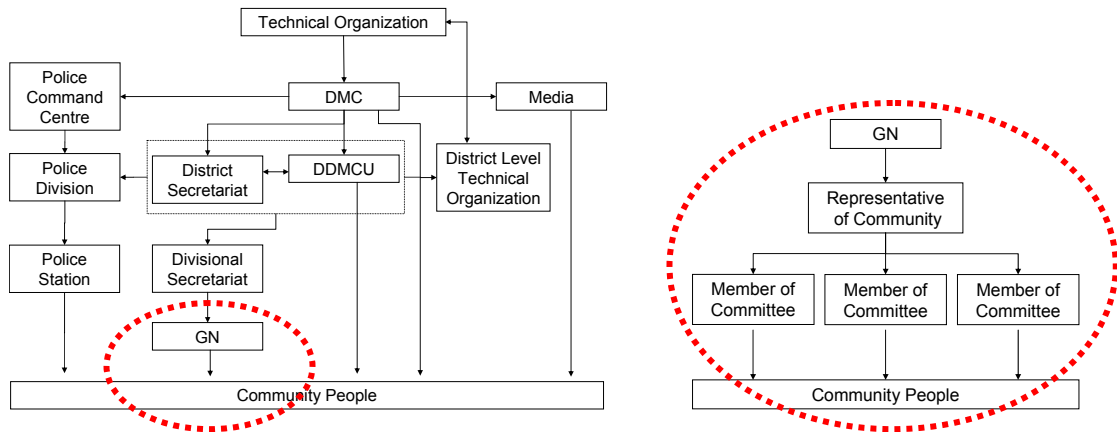 Technical Organization
Police
Command
Centre
DMC
Media
Police
Division
District
Secretariat
DDMCU
District Level
Technical
Organization
Police
Station
Divisional
Secretariat
GN
Community People
GN
Representative
of Community
Member of
Committee
Member of
Committee
Member of
Committee
Community People